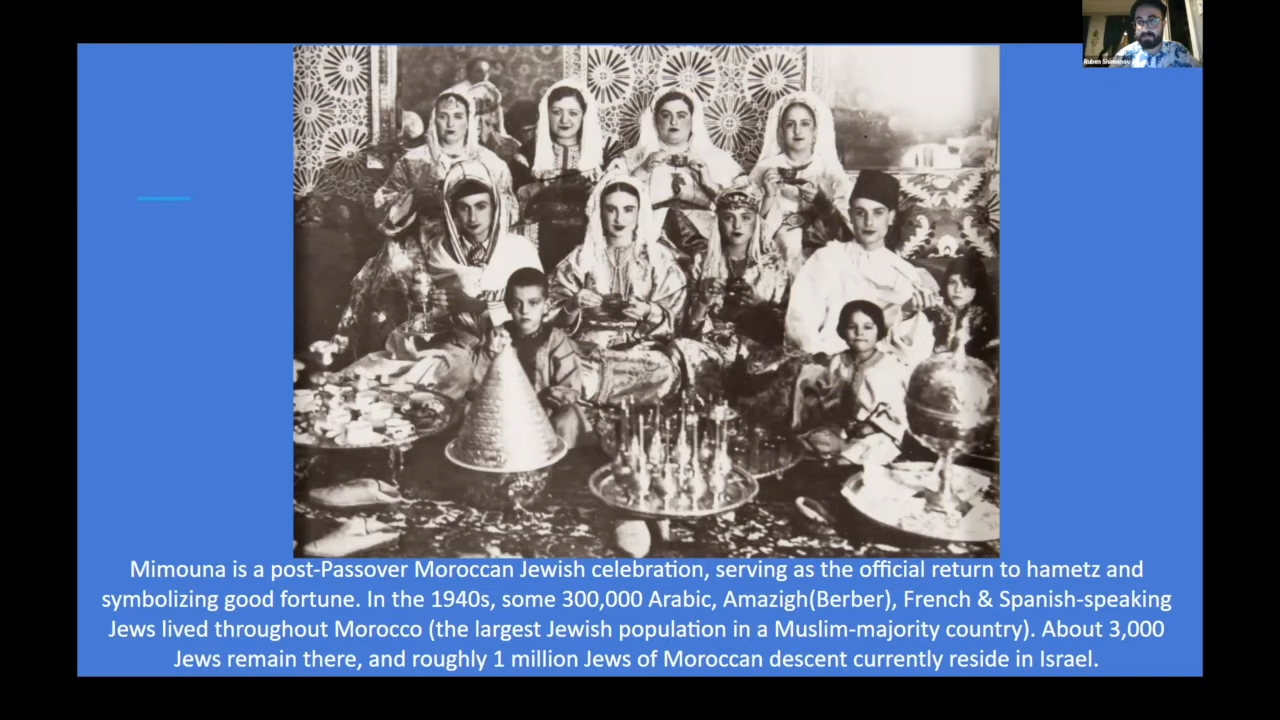 Ruben Shimonov
Mimouna is a post-Passover Moroccan Jewish celebration, serving as the official return to hametz and
symbolizing good fortune. In the 1940s, some 300,000 Arabic, Amazigh(Berber), French & Spanish-speaking
Jews lived throughout Morocco (the largest Jewish population in a Muslim-majority country). About 3,000
Jews remain there, and roughly 1 million Jews of Moroccan descent currently reside in Israel.